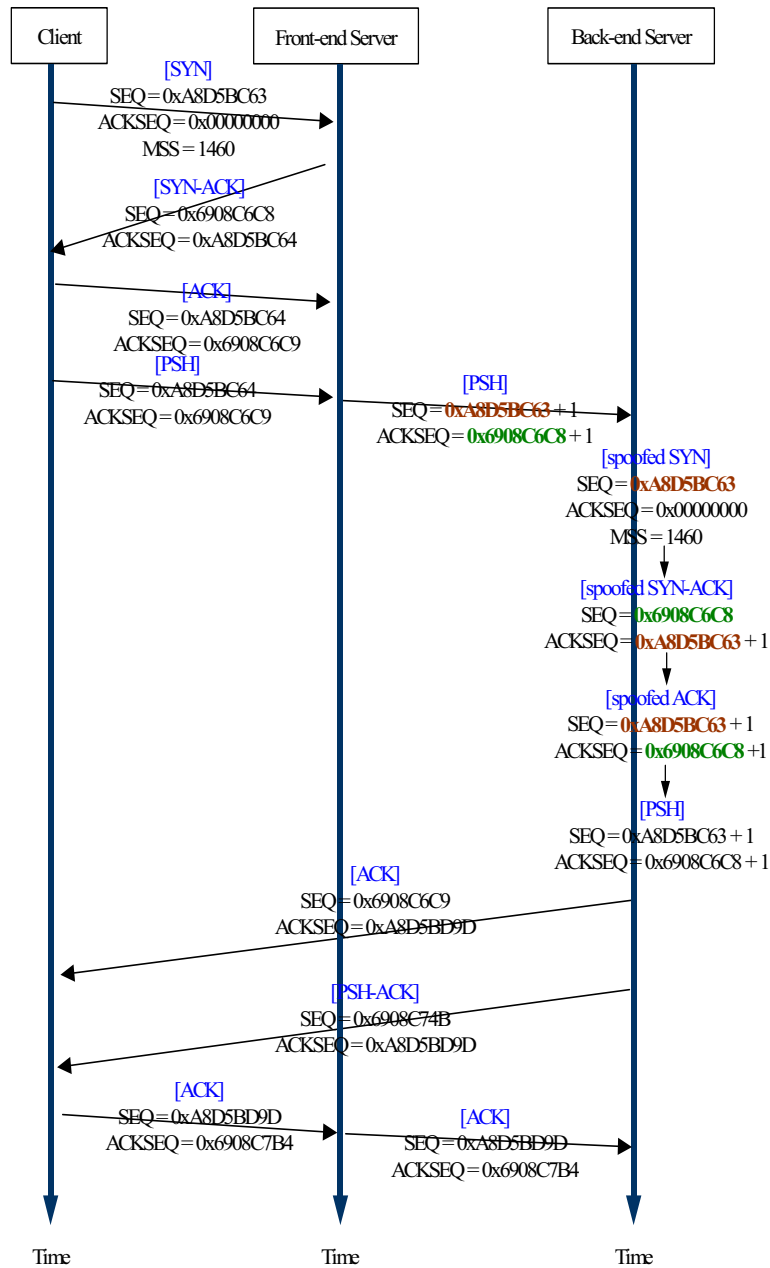 Client
Front-end Server
Back-end Server
[SYN]
SEQ = 0xA8D5BC63
ACKSEQ = 0x00000000
MSS = 1460
[SYN-ACK]
SEQ = 0x6908C6C8
ACKSEQ = 0xA8D5BC64
[ACK]
SEQ = 0xA8D5BC64
ACKSEQ = 0x6908C6C9
[PSH]
SEQ = 0xA8D5BC64
ACKSEQ = 0x6908C6C9
[PSH]
SEQ = 0xA8D5BC63 + 1
ACKSEQ = 0x6908C6C8 + 1
[spoofed SYN]
SEQ = 0xA8D5BC63
ACKSEQ = 0x00000000
MSS = 1460
[spoofed SYN-ACK]
SEQ = 0x6908C6C8
ACKSEQ = 0xA8D5BC63 + 1
[spoofed ACK]
SEQ = 0xA8D5BC63 + 1
ACKSEQ = 0x6908C6C8 +1
[PSH]
SEQ = 0xA8D5BC63 + 1
ACKSEQ = 0x6908C6C8 + 1
[ACK]
SEQ = 0x6908C6C9
ACKSEQ = 0xA8D5BD9D
[PSH-ACK]
SEQ = 0x6908C74B
ACKSEQ = 0xA8D5BD9D
[ACK]
SEQ = 0xA8D5BD9D
ACKSEQ = 0x6908C7B4
[ACK]
SEQ = 0xA8D5BD9D
ACKSEQ = 0x6908C7B4
Time
Time
Time